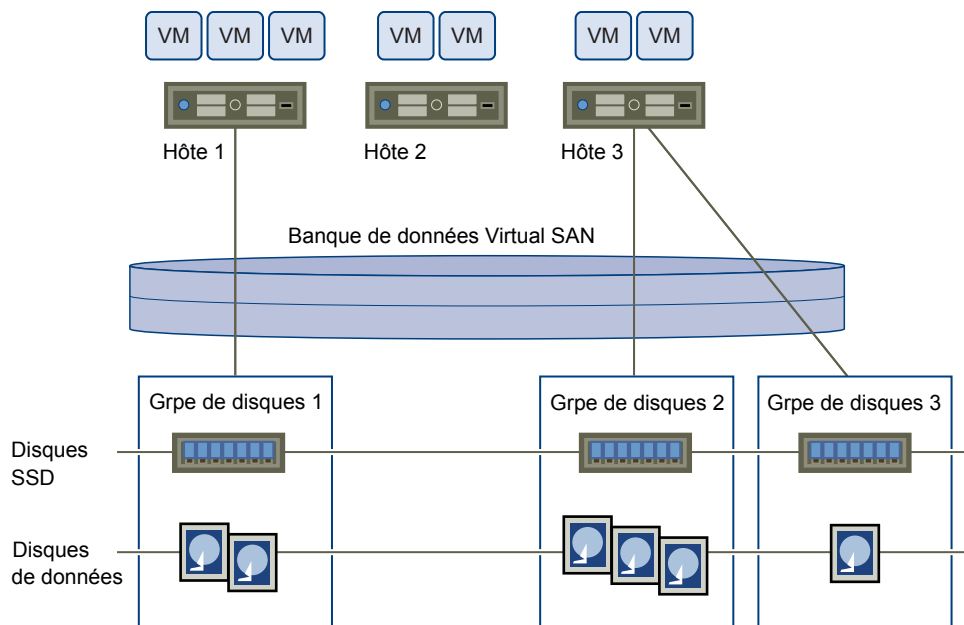 VM VM VM VM VM VM VM
Hôte 1 Hôte 2 Hôte 3
Banque de données Virtual SAN
Grpe de disques 1 Grpe de disques 2 Grpe de disques 3
Disques
SSD
Disques
de données